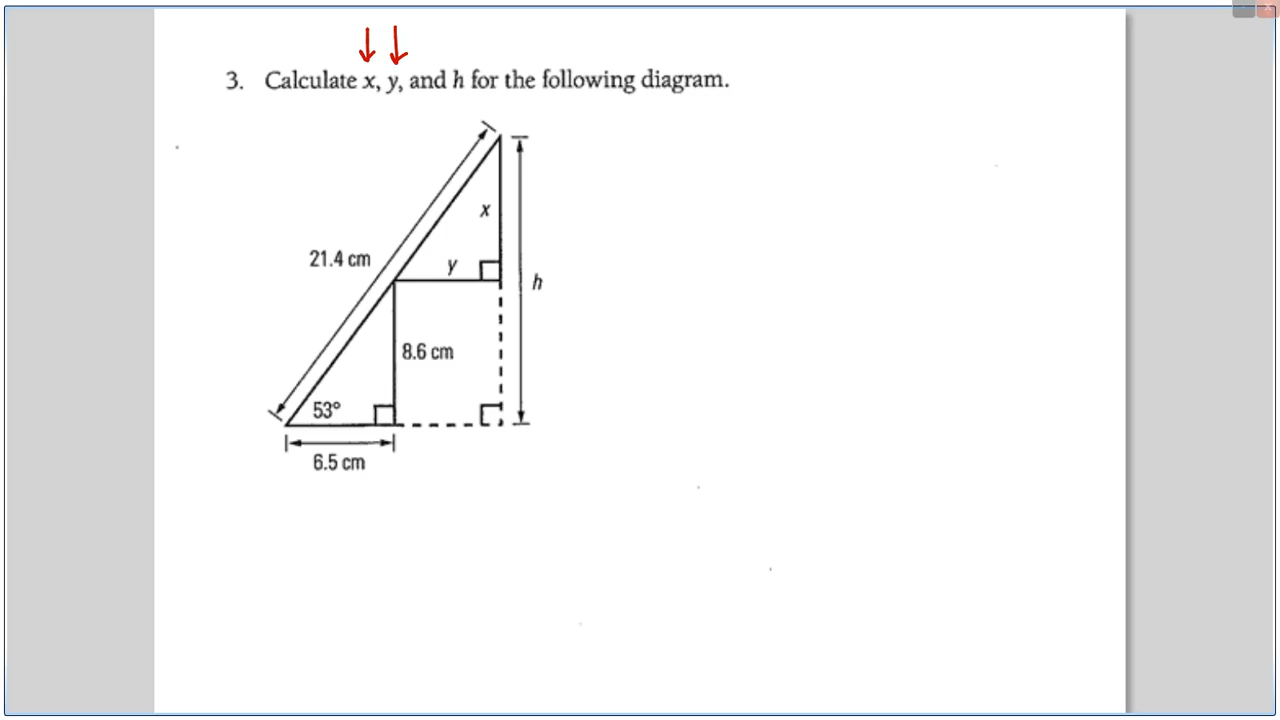 3. Calculate x, y, and h for the following diagram.
x
21.4 cm
y
h
8.6 cm
53°
6.5 cm